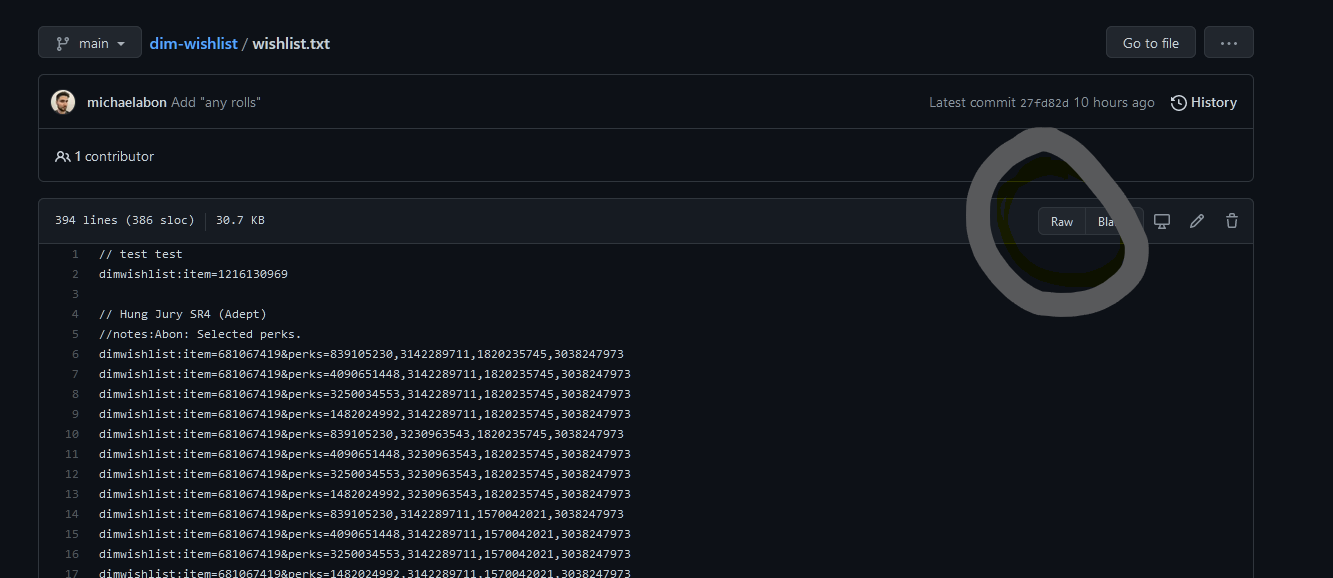 main dim-wishlist / wishlist.txt Go to file ...
michaelabon Add "any rolls" Latest commit 27fd82d 10 hours ago History
1 contributor
394 lines (386 sloc) 30.7 KB Raw
1 // test test
2 dimwishlist:item=1216130969
3
4 // Hung Jury SR4 (Adept)
5 //notes:Abon: Selected perks.
6 dimwishlist:item=681067419&perks=839105230,3142289711,1820235745,3038247973
7 dimwishlist:item=681067419&perks=4090651448,3142289711,1820235745,3038247973
8 dimwishlist:item=681067419&perks=3250034553,3142289711,1820235745,3038247973
9 dimwishlist:item=681067419&perks=1482024992,3142289711,1820235745,3038247973
10 dimwishlist:item=681067419&perks=839105230,3230963543,1820235745,3038247973
11 dimwishlist:item=681067419&perks=4090651448,3230963543,1820235745,3038247973
12 dimwishlist:item=681067419&perks=3250034553,3230963543,1820235745,3038247973
13 dimwishlist:item=681067419&perks=1482024992,3230963543,1820235745,3038247973
14 dimwishlist:item=681067419&perks=839105230,3142289711,1570042021,3038247973
15 dimwishlist:item=681067419&perks=4090651448,3142289711,1570042021,3038247973
16 dimwishlist:item=681067419&perks=3250034553,3142289711,1570042021,3038247973
17 dimwishlist:item=681067419&perks=1482024992,3142289711,1570042021,3038247973